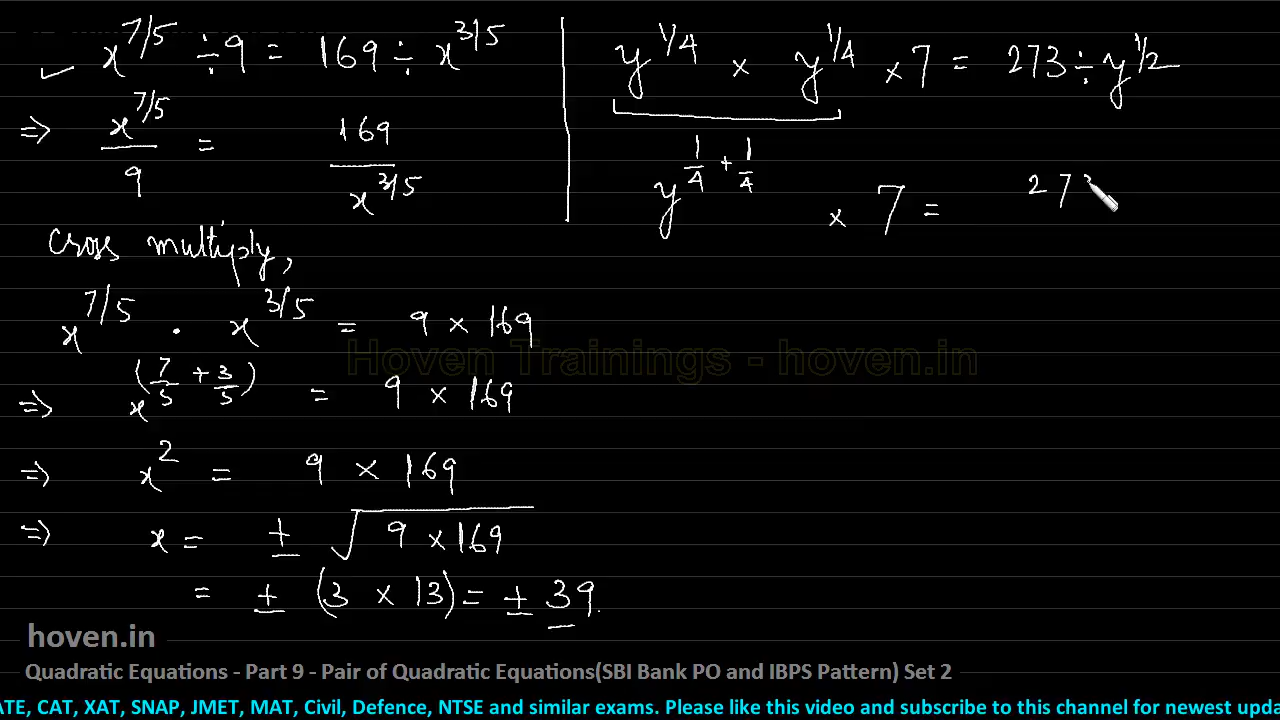 x^{7/5} ÷ 9 = 169 ÷ x^{3/5}
⇒ x^{7/5}/9 = 169/x^{3/5}
Cross multiply,
x^{7/5} · x^{3/5} = 9 × 169
⇒ x^{(7/5 + 3/5)} = 9 × 169
⇒ x^2 = 9 × 169
⇒ x = ± √(9 × 169)
= ± (3 × 13) = ± 39.
y^{1/4} × y^{1/4} × 7 = 273 ÷ y^{1/2}
y^{1/4 + 1/4} × 7 = 273
Hoven Trainings - hoven.in
hoven.in
Quadratic Equations - Part 9 - Pair of Quadratic Equations(SBI Bank PO and IBPS Pattern) Set 2
ATE, CAT, XAT, SNAP, JMET, MAT, Civil, Defence, NTSE and similar exams. Please like this video and subscribe to this channel for newest upda